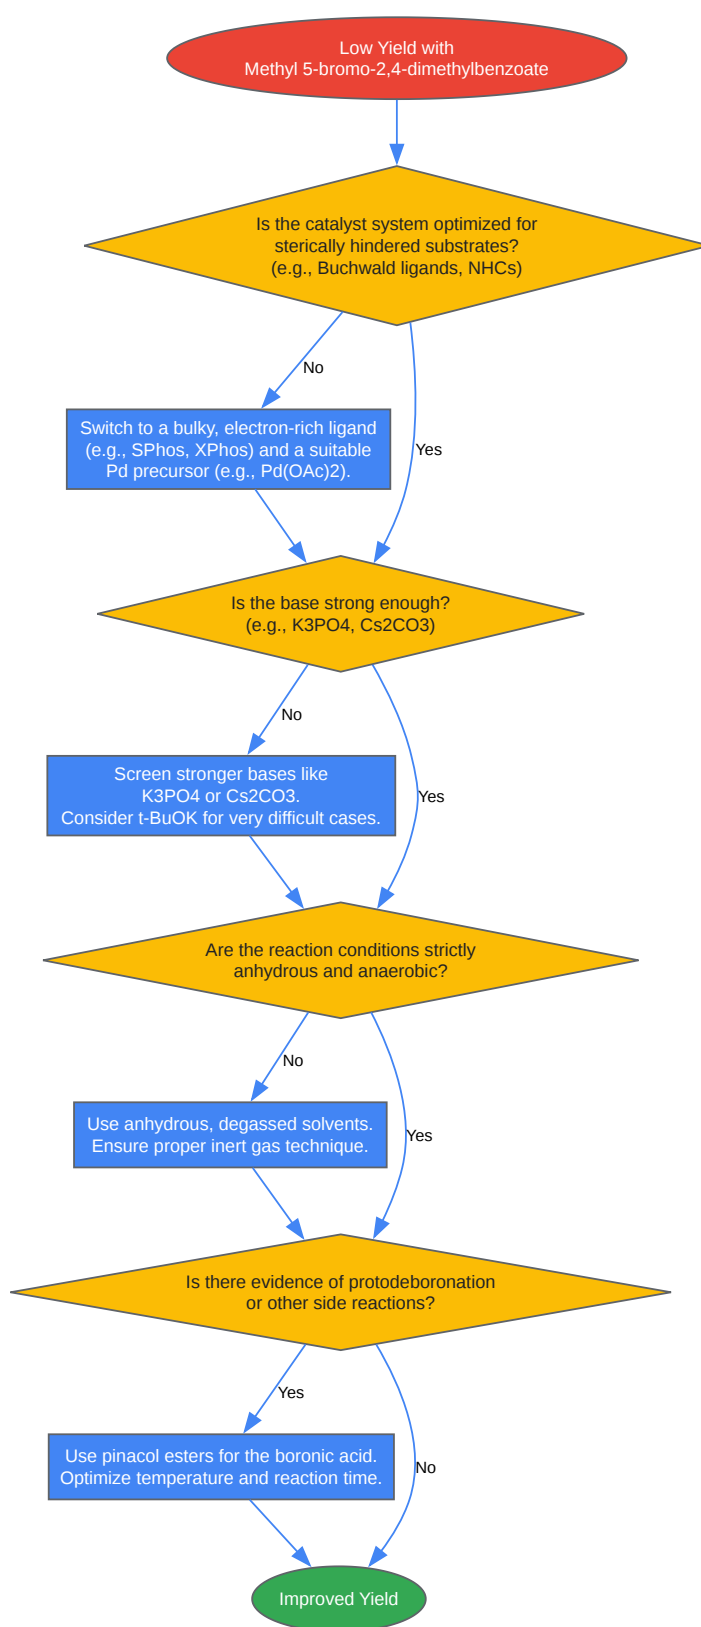 Low Yield with
Methyl 5-bromo-2,4-dimethylbenzoate
Is the catalyst system optimized for
sterically hindered substrates?
(e.g., Buchwald ligands, NHCs)
No
Yes
Switch to a bulky, electron-rich ligand
(e.g., SPhos, XPhos) and a suitable
Pd precursor (e.g., Pd(OAc)2).
Is the base strong enough?
(e.g., K3PO4, Cs2CO3)
No
Yes
Screen stronger bases like
K3PO4 or Cs2CO3.
Consider t-BuOK for very difficult cases.
Are the reaction conditions strictly
anhydrous and anaerobic?
No
Yes
Use anhydrous, degassed solvents.
Ensure proper inert gas technique.
Is there evidence of protodeboronation
or other side reactions?
Yes
No
Use pinacol esters for the boronic acid.
Optimize temperature and reaction time.
Improved Yield